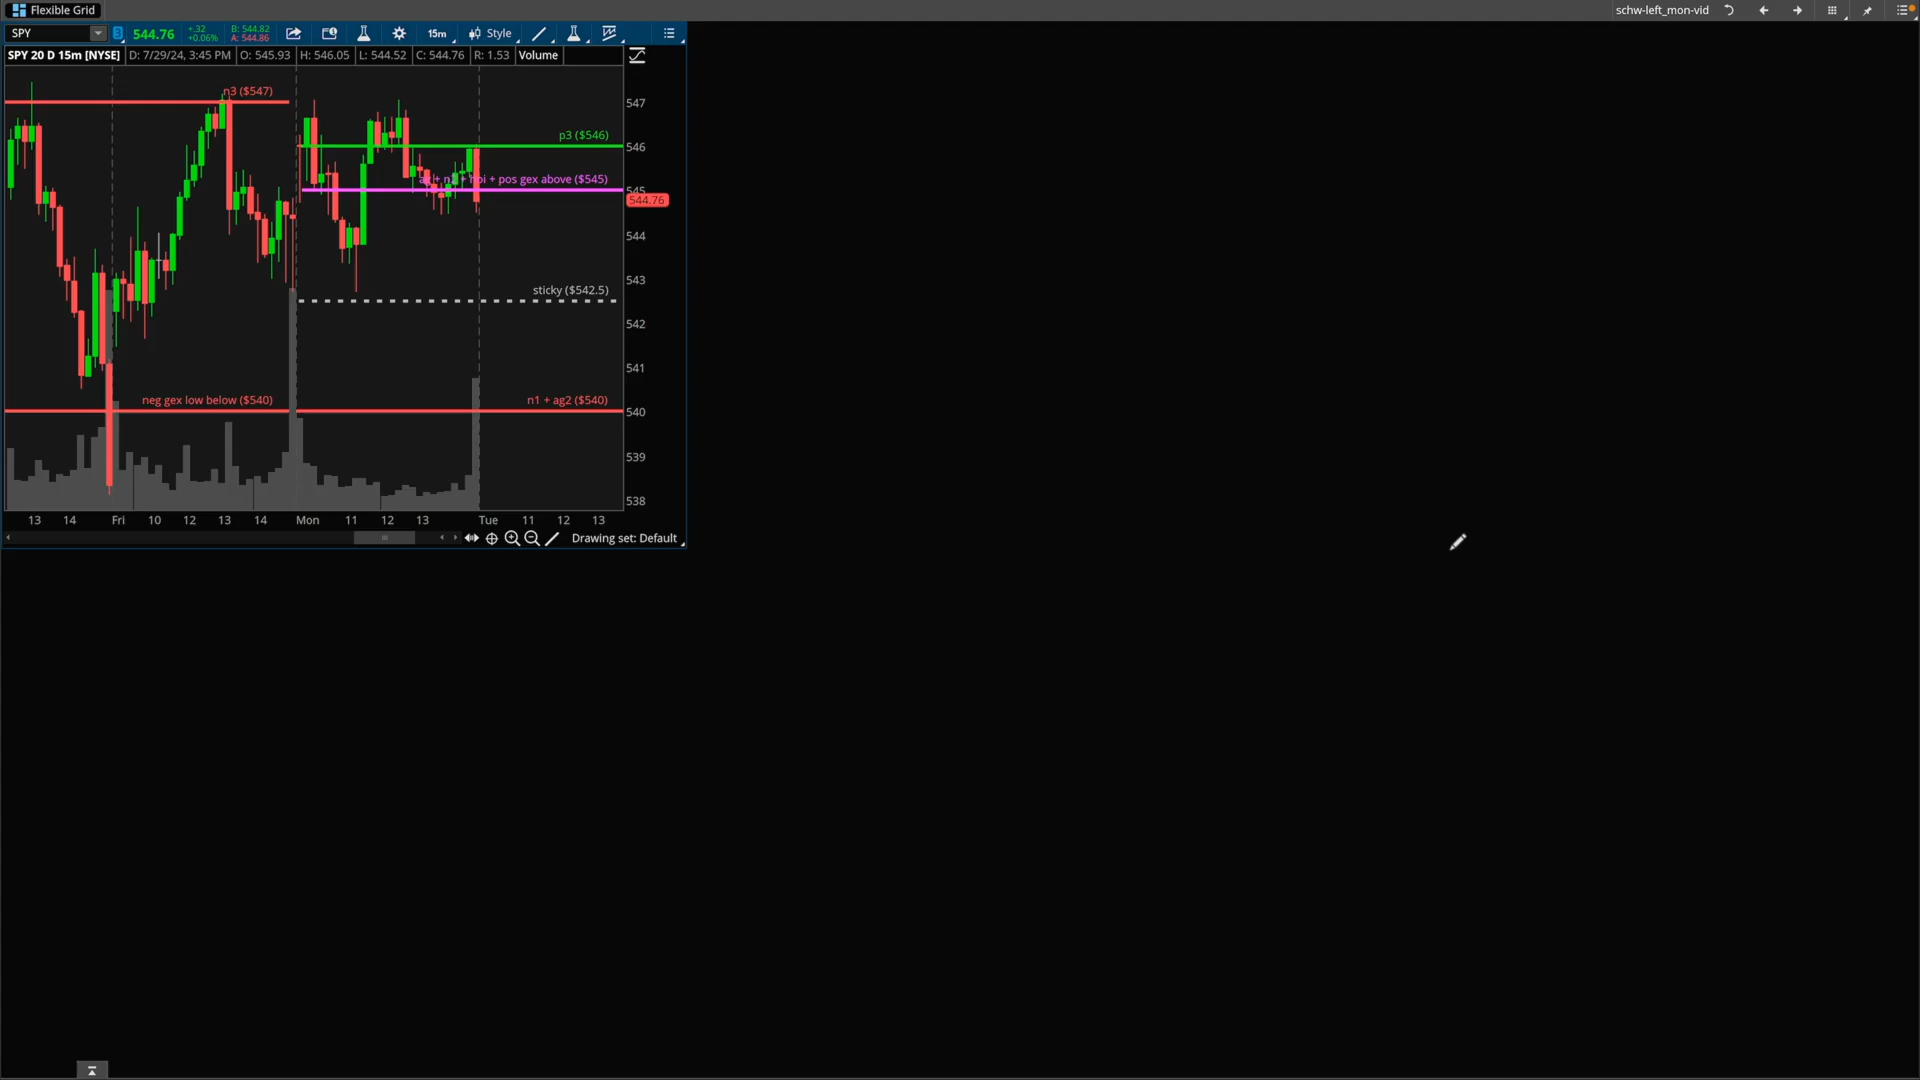 Flexible Grid
schw-left_mon-vid
SPY
3
544.76
+.32
+0.06%
B: 544.82
A: 544.86
15m
Style
SPY 20 D 15m [NYSE]
D: 7/29/24, 3:45 PM
O: 545.93
H: 546.05
L: 544.52
C: 544.76
R: 1.53
Volume
n3 ($547)
547
p3 ($546)
546
+ pos gex above ($545)
545
544.76
544
543
sticky ($542.5)
542
541
neg gex low below ($540)
n1 + ag2 ($540)
540
539
538
13 14 Fri 10 12 13 14 Mon 11 12 13 Tue 11 12 13
Drawing set: Default